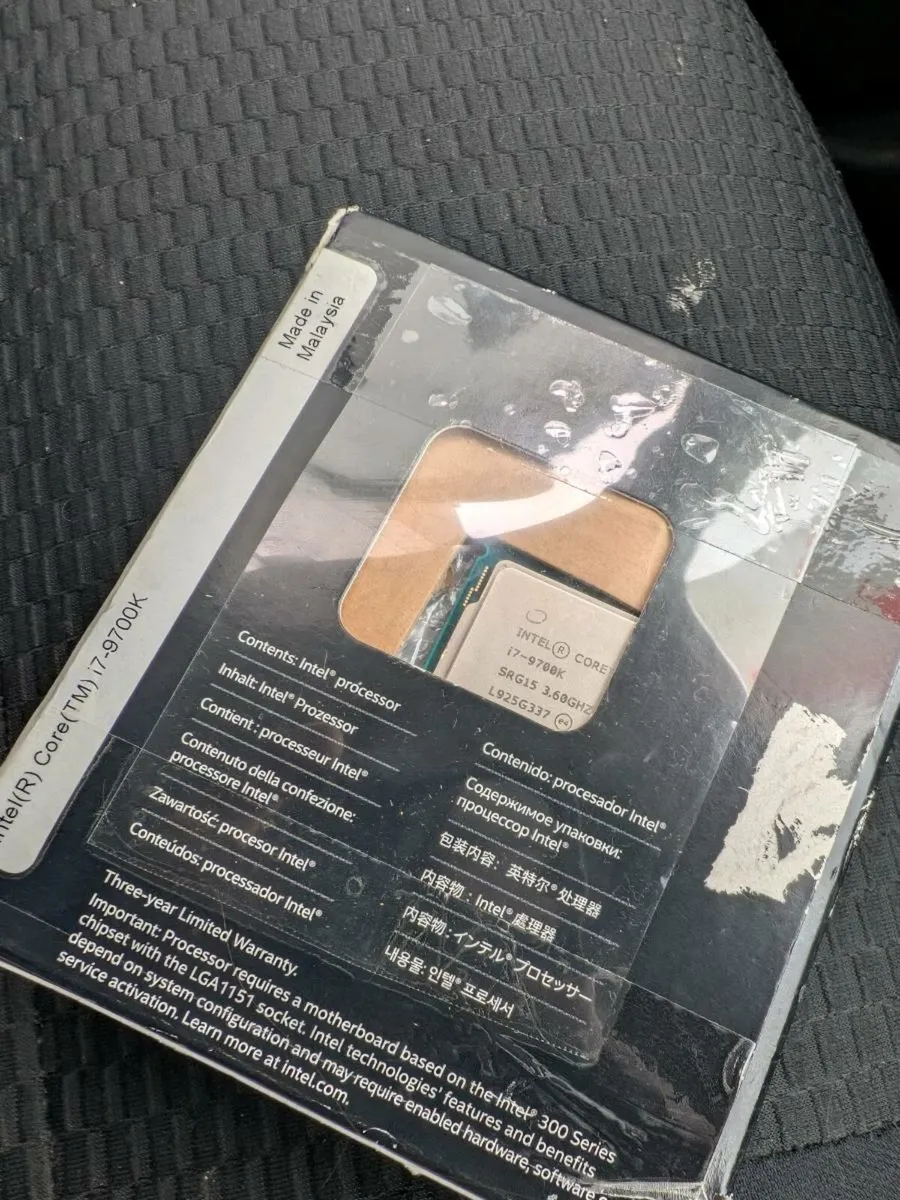 Made in
Malaysia
Intel(R) Core(TM) i7-9700K
INTEL(R) CORE
i7-9700K
SRG15 3.60GHZ
L925G337 e4
Contents: Intel® processor
Inhalt: Intel® Prozessor
Contient : processeur Intel®
Contenuto della confezione:
processore Intel®
Zawartość: procesor Intel®
Conteúdos: processador Intel®
Contenido: procesador Intel®
Содержимое упаковки:
процессор Intel®
包装内容：英特尔®处理器
內容物：Intel®處理器
内容物：インテル®プロセッサー
내용물: 인텔® 프로세서
Three-year Limited Warranty.
Important: Processor requires a motherboard based on the Intel® 300 Series
chipset with the LGA1151 socket. Intel technologies' features and benefits
depend on system configuration and may require enabled hardware, software
service activation. Learn more at intel.com.